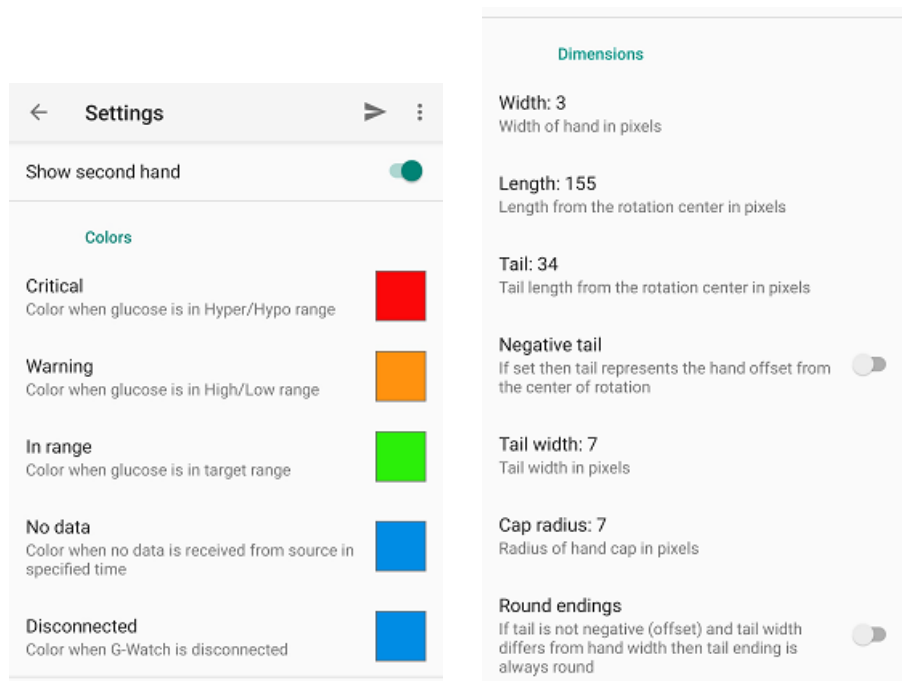 Settings
Show second hand
Colors
Critical
Color when glucose is in Hyper/Hypo range
Warning
Color when glucose is in High/Low range
In range
Color when glucose is in target range
No data
Color when no data is received from source in
specified time
Disconnected
Color when G-Watch is disconnected
Dimensions
Width: 3
Width of hand in pixels
Length: 155
Length from the rotation center in pixels
Tail: 34
Tail length from the rotation center in pixels
Negative tail
If set then tail represents the hand offset from
the center of rotation
Tail width: 7
Tail width in pixels
Cap radius: 7
Radius of hand cap in pixels
Round endings
If tail is not negative (offset) and tail width
differs from hand width then tail ending is
always round